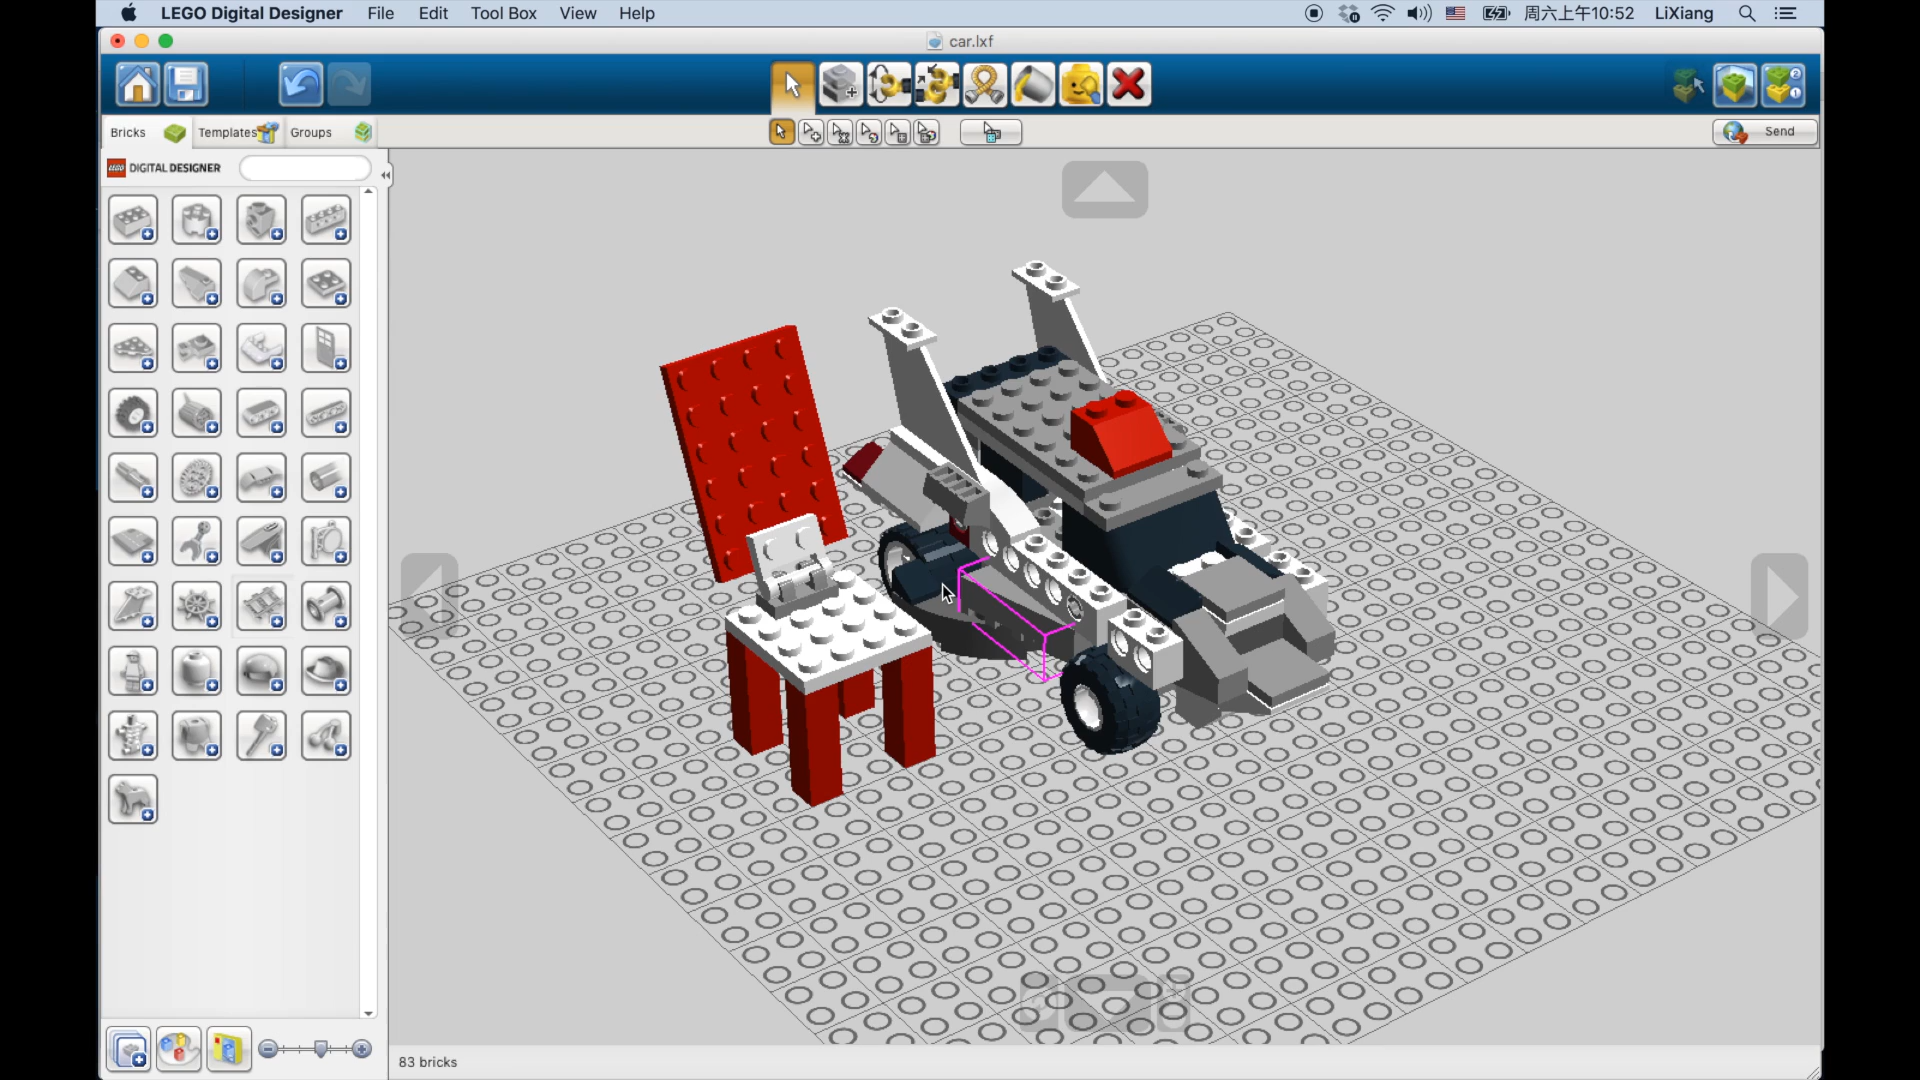 LEGO Digital Designer File Edit Tool Box View Help 周六上午10:52 LiXiang
car.lxf
Bricks Templates Groups Send
LEGO DIGITAL DESIGNER
83 bricks